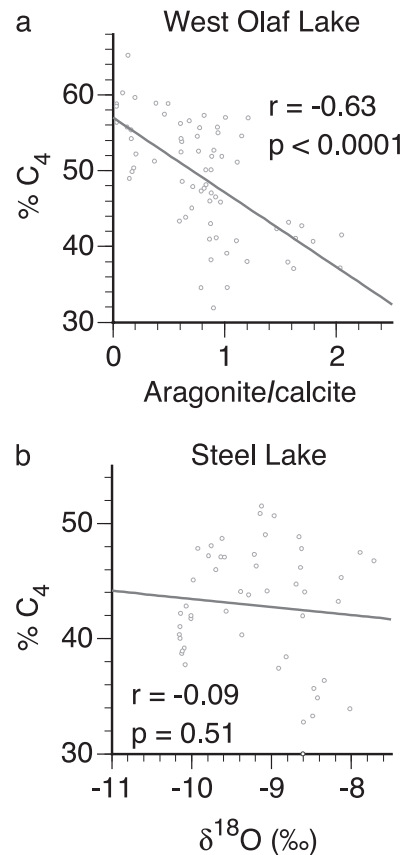 a West Olaf Lake
r = -0.63
p < 0.0001
% C₄
60
50
40
30
0 1 2
Aragonite/calcite
b Steel Lake
% C₄
50
40
30
r = -0.09
p = 0.51
-11 -10 -9 -8
δ¹⁸O (‰)